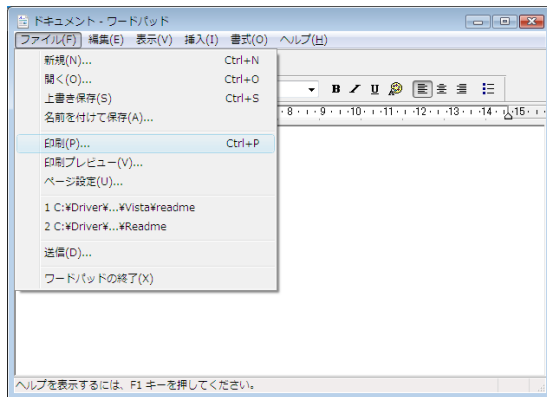 ドキュメント - ワードパッド
ファイル(F) 編集(E) 表示(V) 挿入(I) 書式(O) ヘルプ(H)
新規(N)... Ctrl+N
開く(O)... Ctrl+O
上書き保存(S) Ctrl+S
名前を付けて保存(A)...
B / U
8 9 10 11 12 13 14 15
印刷(P)... Ctrl+P
印刷プレビュー(V)...
ページ設定(U)...
1 C:¥Driver¥...¥Vista¥readme
2 C:¥Driver¥...¥Readme
送信(D)...
ワードパッドの終了(X)
ヘルプを表示するには、F1 キーを押してください。